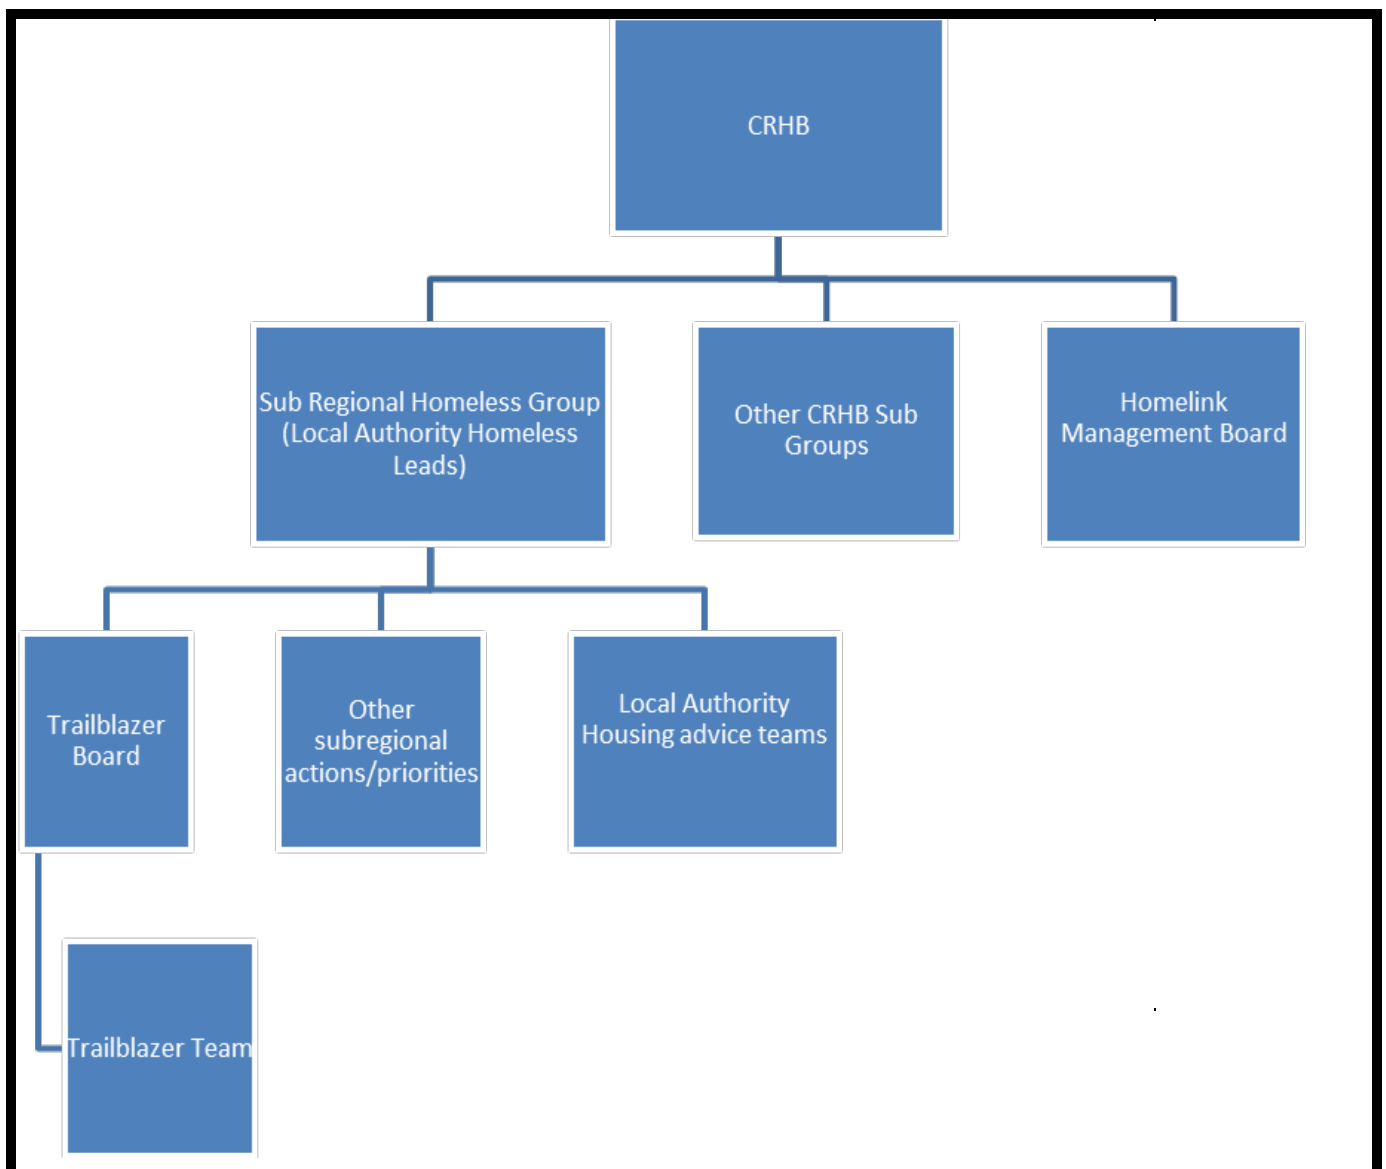 CRHB
Sub Regional Homeless Group
(Local Authority Homeless
Leads)
Other CRHB Sub
Groups
Homelink
Management Board
Trailblazer
Board
Other
subregional
actions/priorities
Local Authority
Housing advice teams
Trailblazer Team